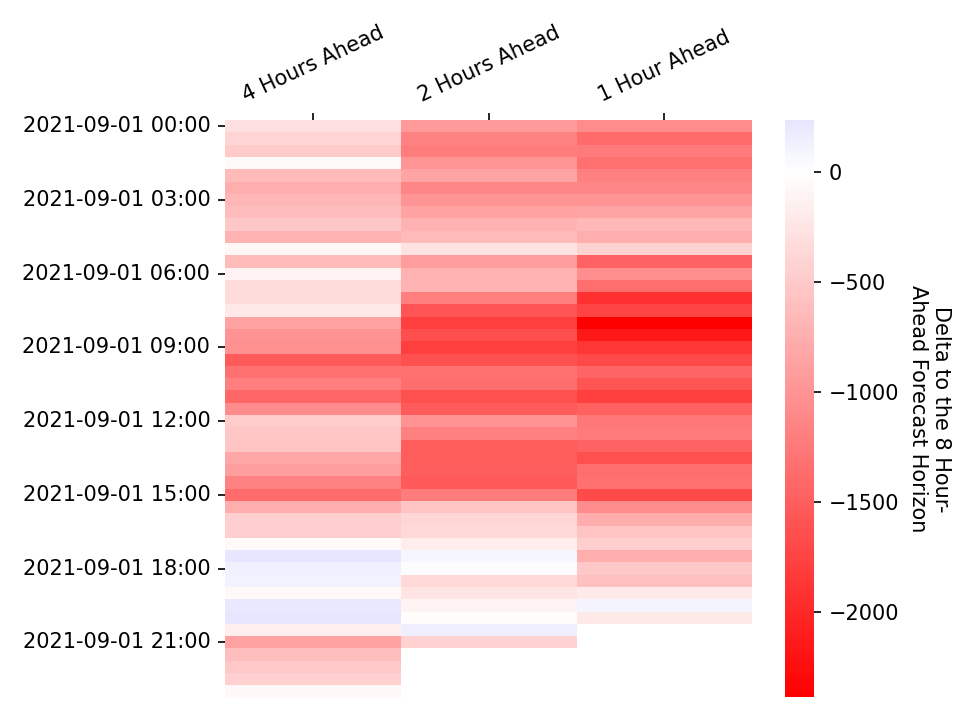 4 Hours Ahead
2 Hours Ahead
1 Hour Ahead
2021-09-01 00:00
2021-09-01 03:00
2021-09-01 06:00
2021-09-01 09:00
2021-09-01 12:00
2021-09-01 15:00
2021-09-01 18:00
2021-09-01 21:00
0
−500
−1000
−1500
−2000
Delta to the 8 Hour-
Ahead Forecast Horizon